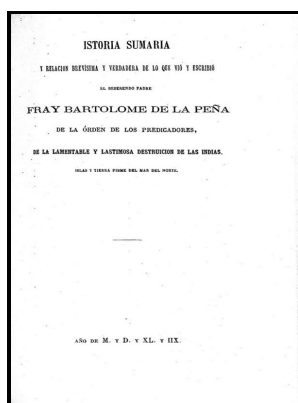 ISTORIA SUMARIA
Y RELACION BREVÍSIMA Y VERDADERA DE LO QUE VIÓ Y ESCRIBIÓ
EL REBERENDO PADRE
FRAY BARTOLOME DE LA PEÑA
DE LA ÓRDEN DE LOS PREDICADORES,
DE LA LAMENTABLE Y LASTIMOSA DESTRUICION DE LAS INDIAS,
ISLAS Y TIERRA FIRME DEL MAR DEL NORTE.
AÑO DE M. Y D. Y XL. Y IIX.